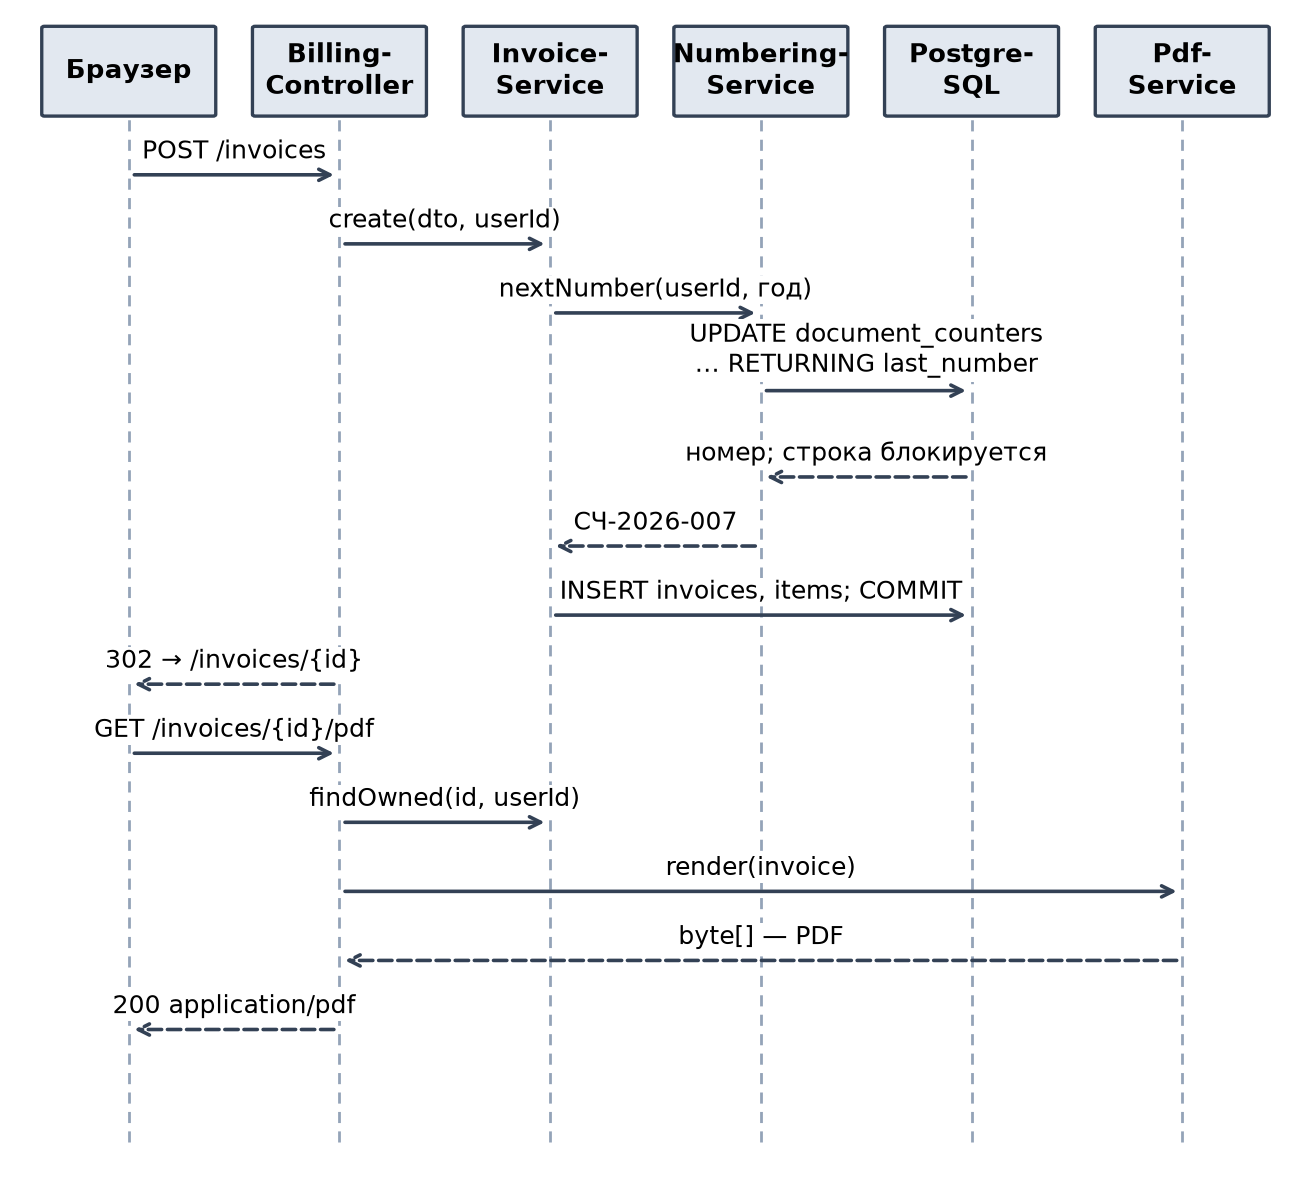 Браузер
Billing-
Controller
Invoice-
Service
Numbering-
Service
Postgre-
SQL
Pdf-
Service
POST /invoices
create(dto, userId)
nextNumber(userId, год)
UPDATE document_counters
… RETURNING last_number
номер; строка блокируется
СЧ-2026-007
INSERT invoices, items; COMMIT
302 → /invoices/{id}
GET /invoices/{id}/pdf
findOwned(id, userId)
render(invoice)
byte[] — PDF
200 application/pdf